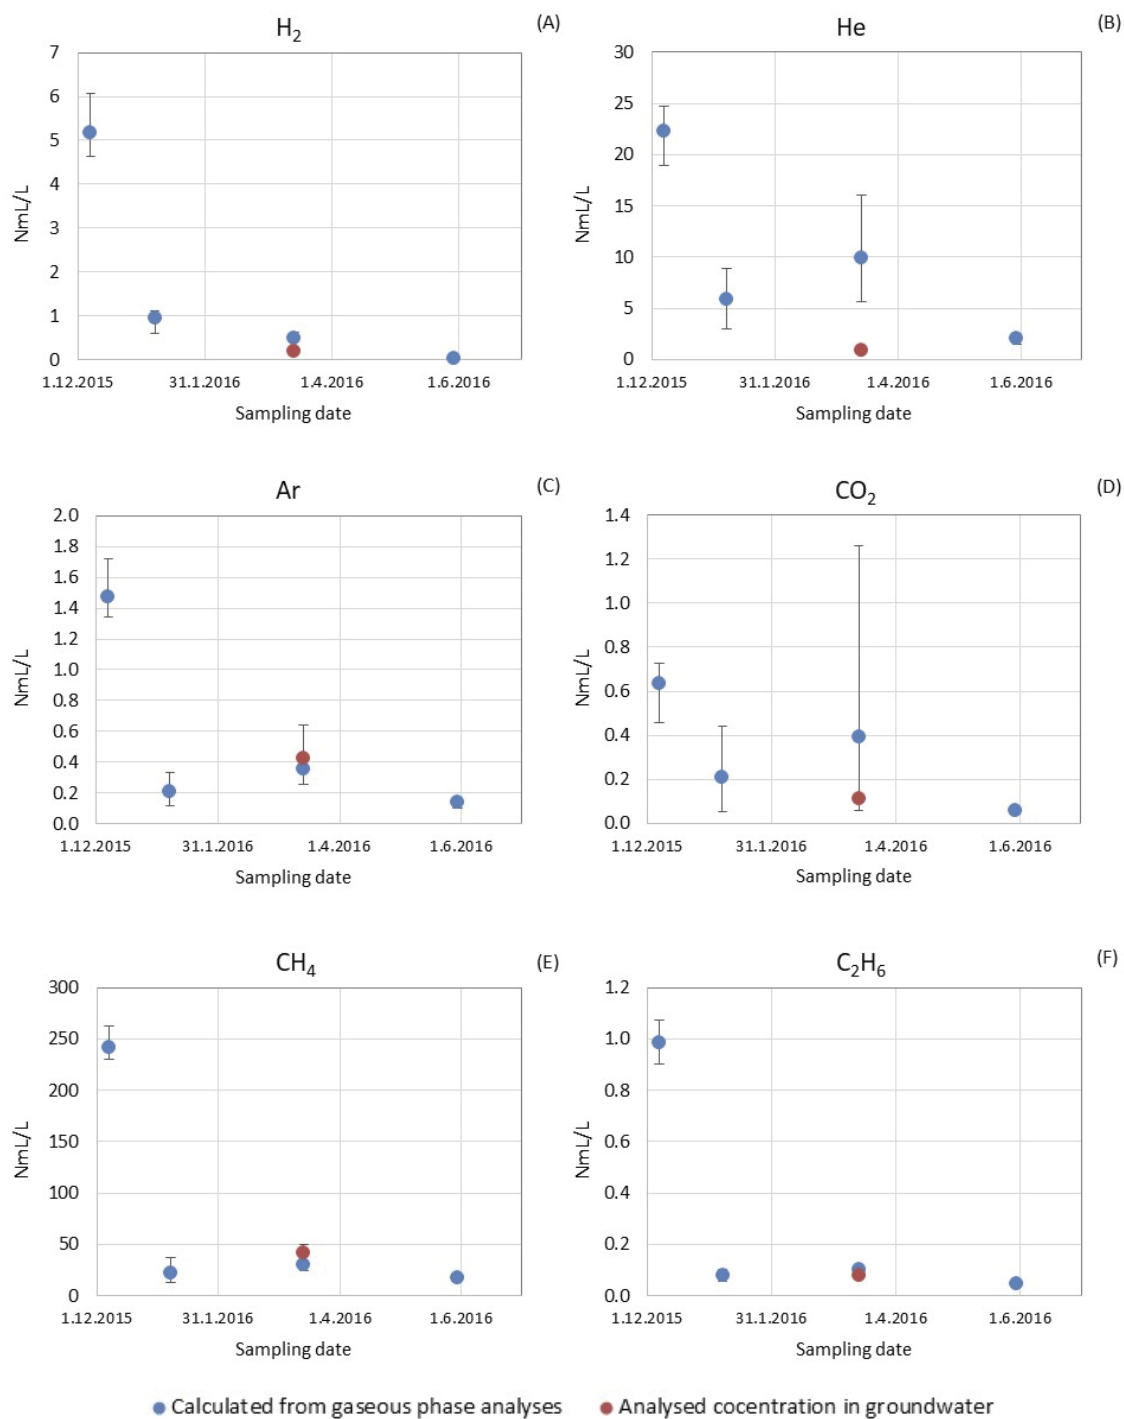 H2 (A)
7
6
5
4
3
2
1
0
NmL/L
1.12.2015 31.1.2016 1.4.2016 1.6.2016
Sampling date
He (B)
30
25
20
15
10
5
0
NmL/L
1.12.2015 31.1.2016 1.4.2016 1.6.2016
Sampling date
Ar (C)
2.0
1.8
1.6
1.4
1.2
1.0
0.8
0.6
0.4
0.2
0.0
NmL/L
1.12.2015 31.1.2016 1.4.2016 1.6.2016
Sampling date
CO2 (D)
1.4
1.2
1.0
0.8
0.6
0.4
0.2
0.0
NmL/L
1.12.2015 31.1.2016 1.4.2016 1.6.2016
Sampling date
CH4 (E)
300
250
200
150
100
50
0
NmL/L
1.12.2015 31.1.2016 1.4.2016 1.6.2016
Sampling date
C2H6 (F)
1.2
1.0
0.8
0.6
0.4
0.2
0.0
NmL/L
1.12.2015 31.1.2016 1.4.2016 1.6.2016
Sampling date
Calculated from gaseous phase analyses Analysed cocentration in groundwater